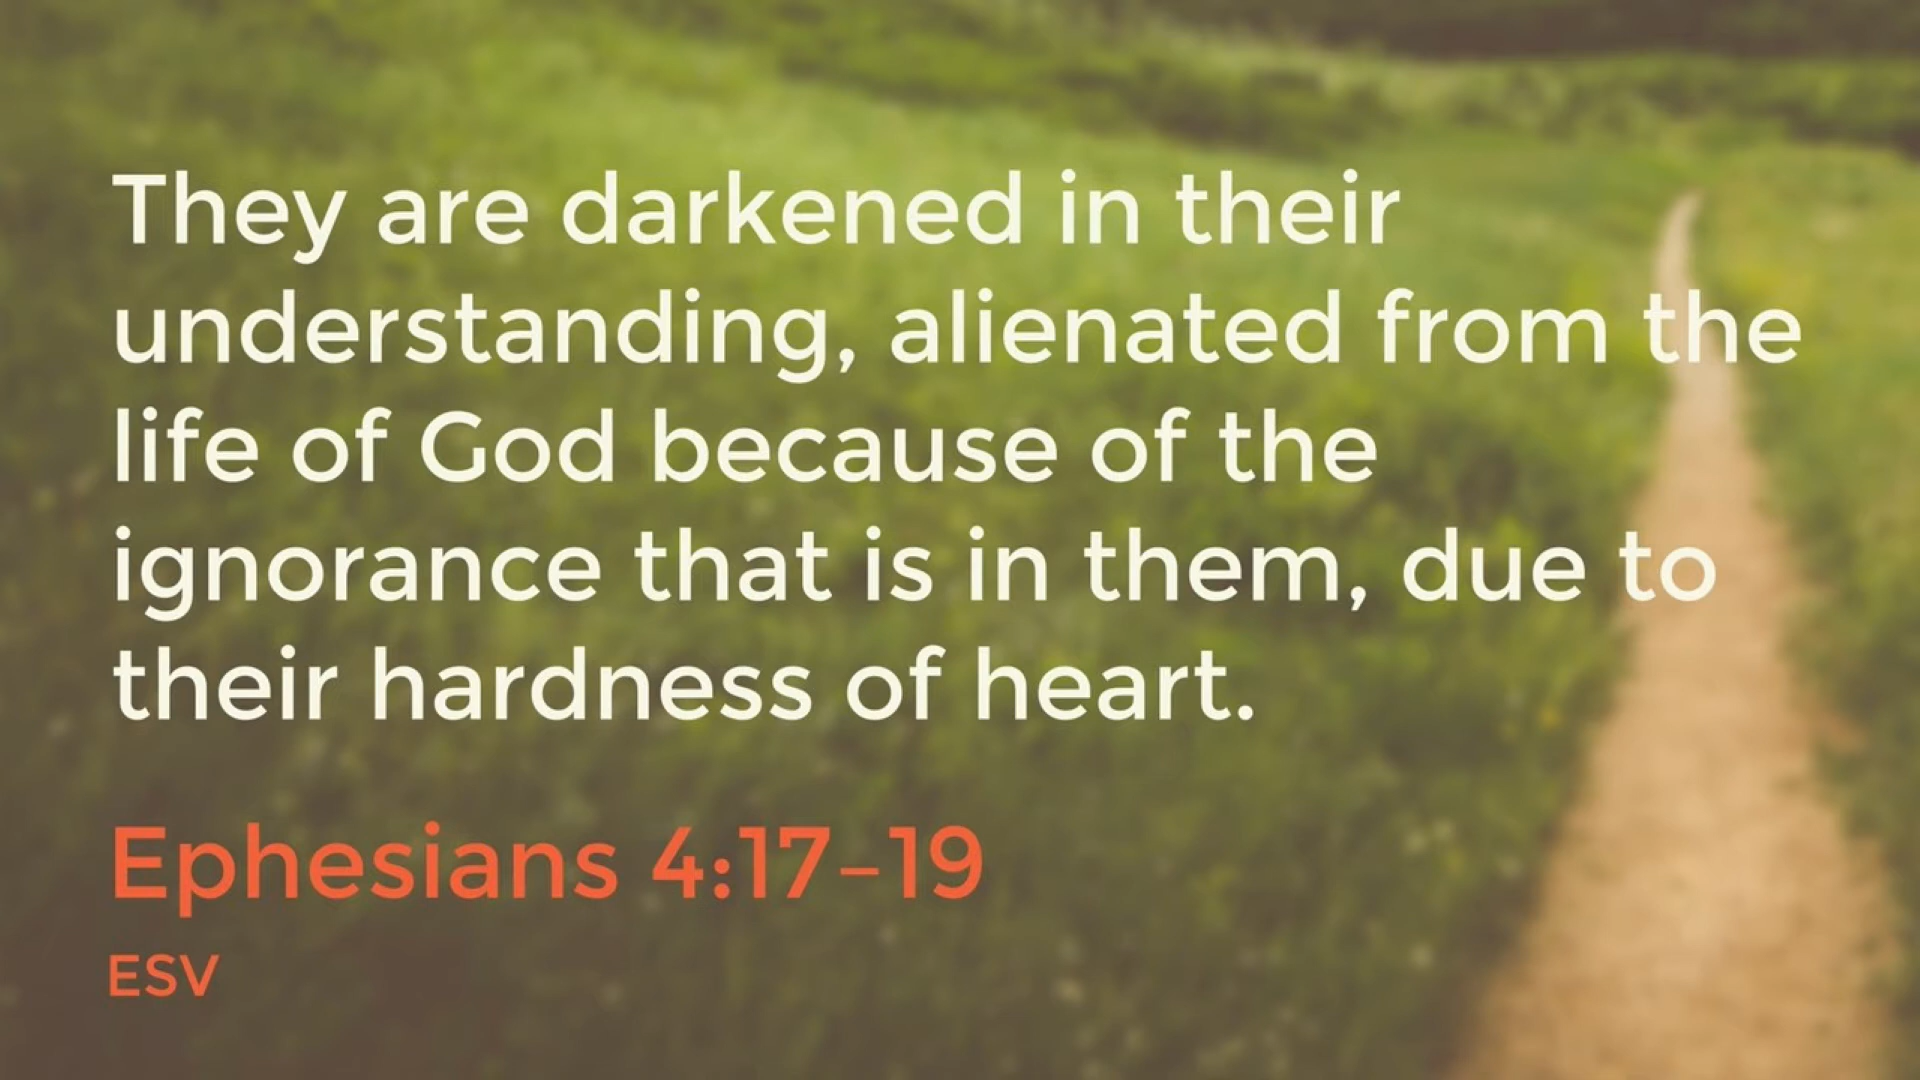 They are darkened in their
understanding, alienated from the
life of God because of the
ignorance that is in them, due to
their hardness of heart.
Ephesians 4:17–19
ESV